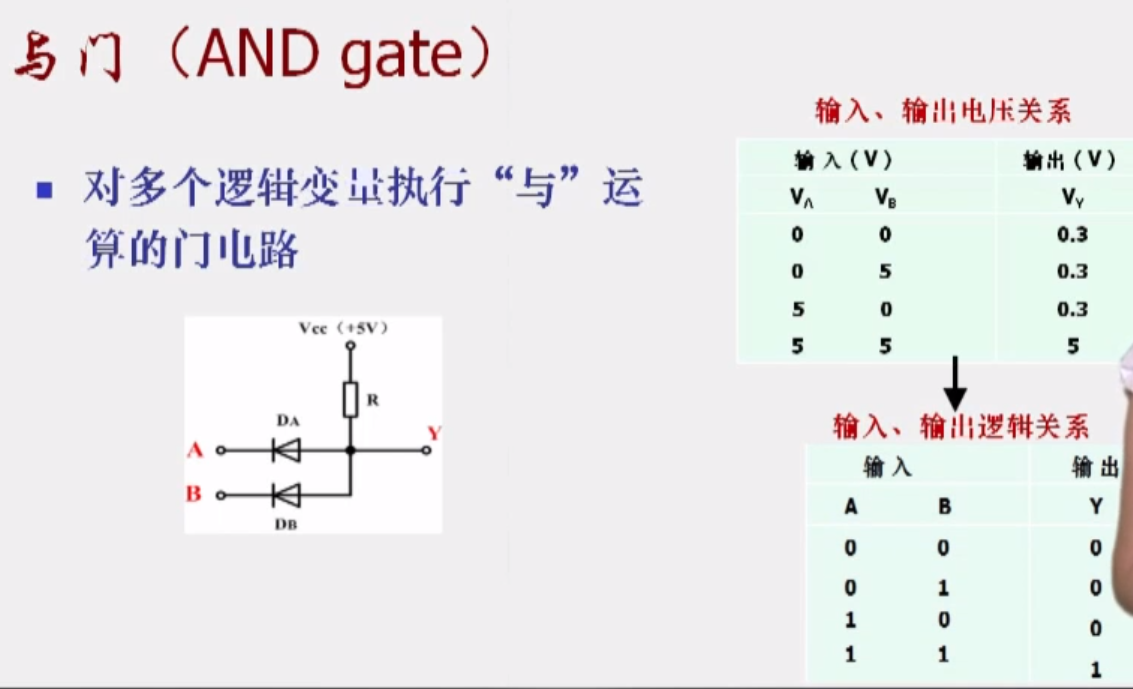 与门（AND gate）
■ 对多个逻辑变量执行“与”运
算的门电路
Vcc（+5V）
R
DA
A
Y
B
DB
输入、输出电压关系
输入(V) 输出(V)
VA VB VY
0 0 0.3
0 5 0.3
5 0 0.3
5 5 5
输入、输出逻辑关系
输入 输出
A B Y
0 0 0
0 1 0
1 0 0
1 1 1